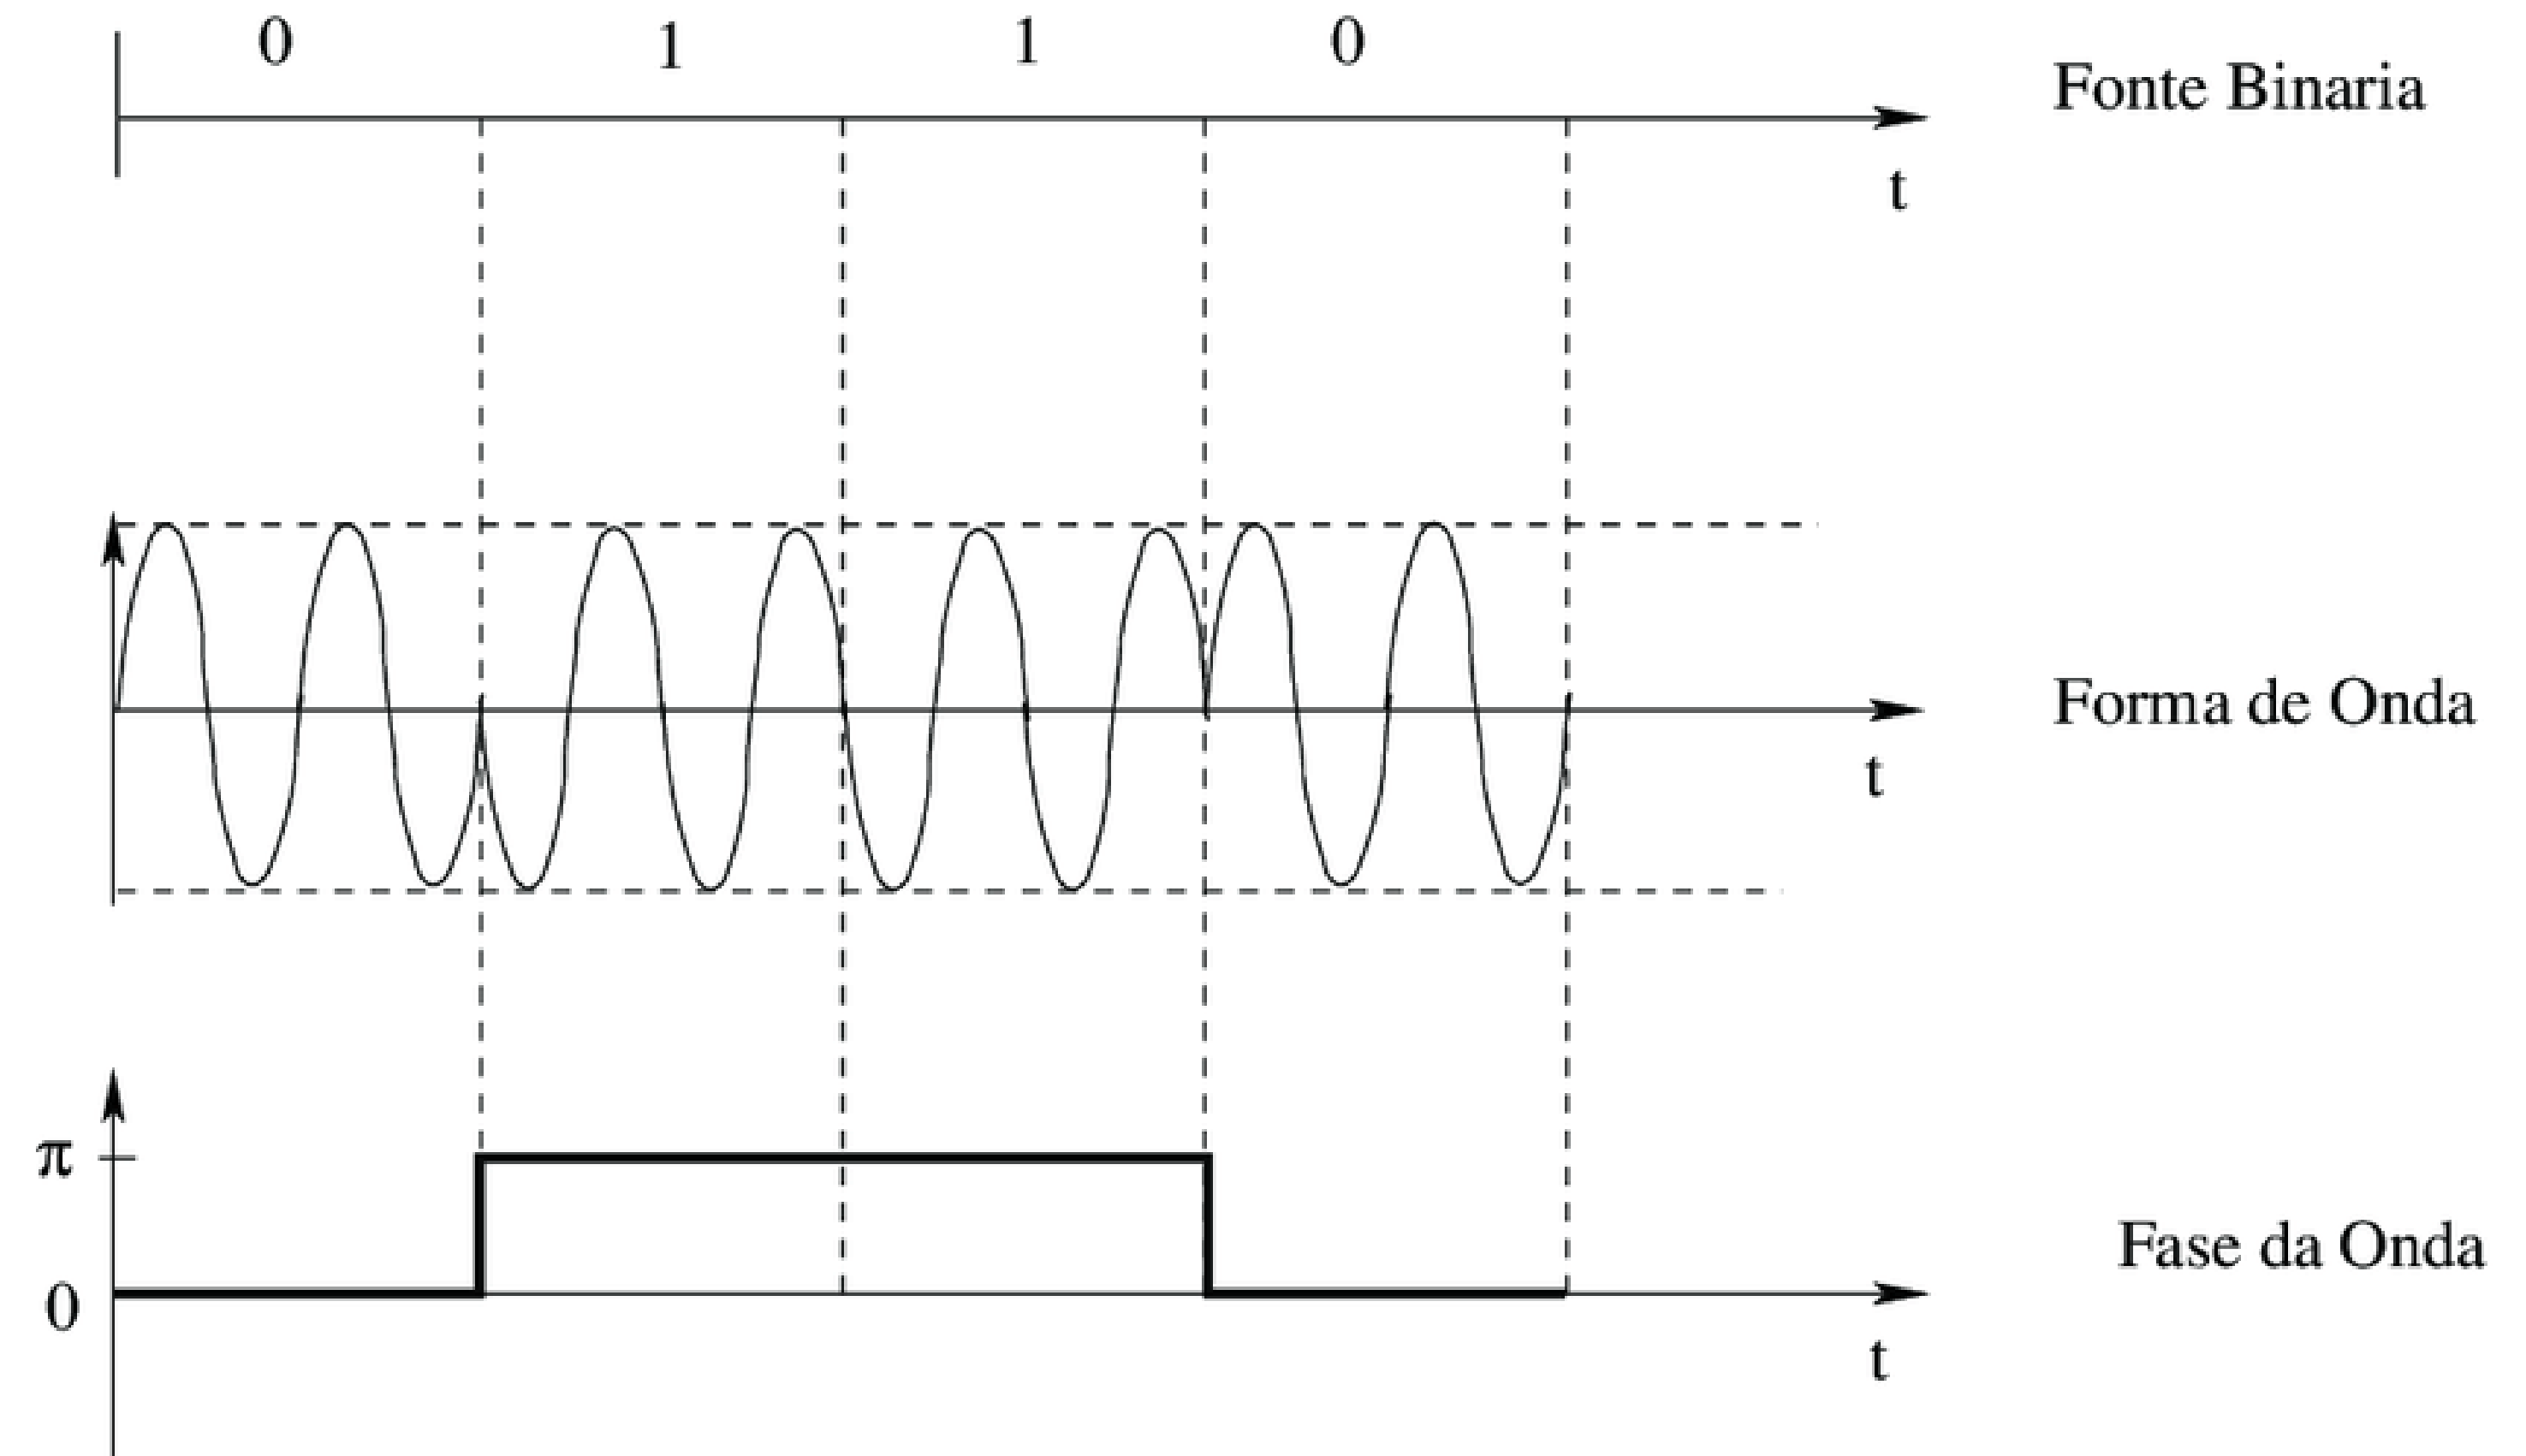 0 1 1 0
Fonte Binaria
t
Forma de Onda
t
π
Fase da Onda
0
t